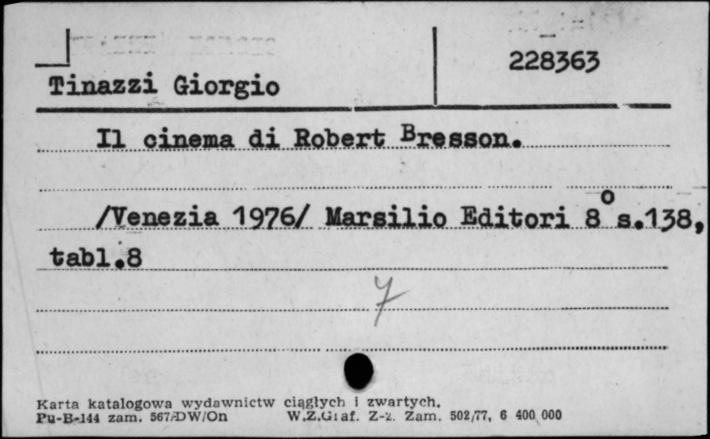 228363
Tinazzi Giorgio
Il cinema di Robert Bresson.
/Venezia 1976/ Marsilio Editori 8° s.138,
tabl.8
7
Karta katalogowa wydawnictw ciągłych i zwartych.
Pu-B-144 zam. 567/DW/On W.Z.Graf. Z-2. Zam. 502/77, 6 400 000